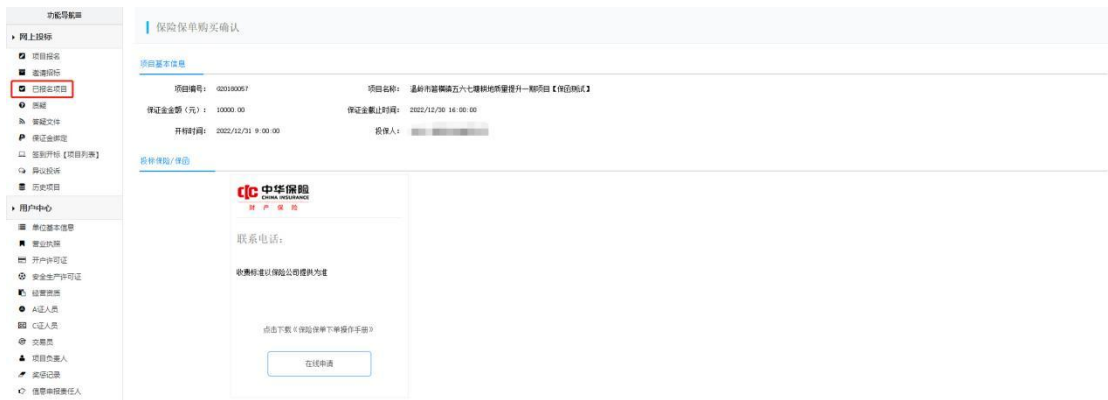 功能导航
网上投标
项目报名
邀请招标
已报名项目
质疑
答疑文件
保证金绑定
签到开标【项目列表】
异议投诉
历史项目
用户中心
单位基本信息
营业执照
开户许可证
安全生产许可证
经营资质
A证人员
C证人员
交易员
项目负责人
奖惩记录
信息申报责任人
保险保单购买确认
项目基本信息
项目编号： 020180057 项目名称： 温岭市箬横镇五六七塘耕地质量提升一期项目【保函测试】
保证金金额（元）： 10000.00 保证金截止时间： 2022/12/30 16:00:00
开标时间： 2022/12/31 9:00:00 投保人：
投标保险/保函
CIC 中华保险
CHINA INSURANCE
财产保险
联系电话：
收费标准以保险公司提供为准
点击下载《保险保单下单操作手册》
在线申请